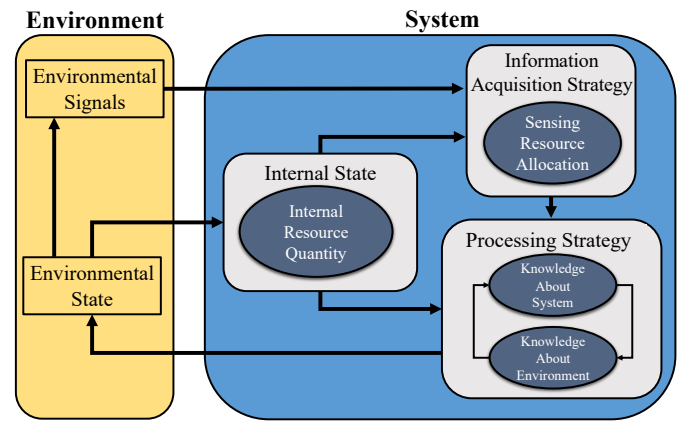 Environment
System
Environmental
Signals
Information
Acquisition Strategy
Sensing
Resource
Allocation
Internal State
Internal
Resource
Quantity
Processing Strategy
Environmental
State
Knowledge
About
System
Knowledge
About
Environment